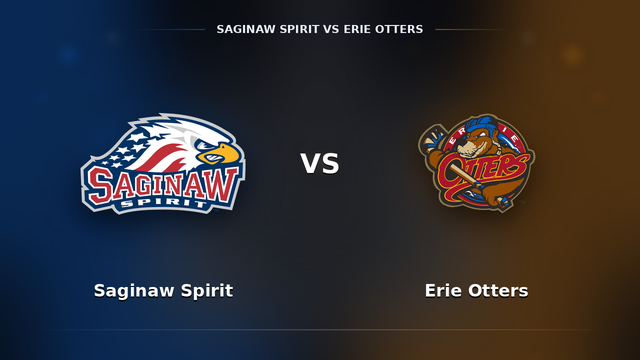 SAGINAW SPIRIT VS ERIE OTTERS
SAGINAW
SPIRIT
VS
ERIE
OTTERS
Saginaw Spirit
Erie Otters